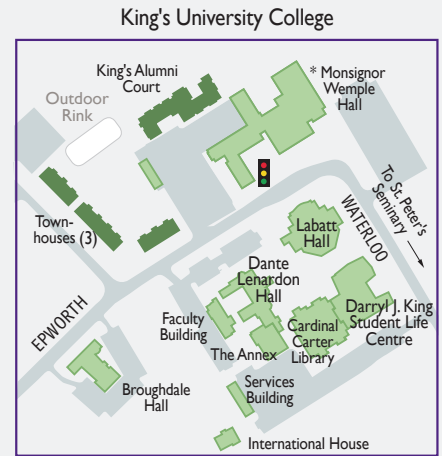 King's University College
King's Alumni
Court
* Monsignor
Wemple
Hall
Outdoor
Rink
To St. Peter's
Seminary
Town-
houses (3)
WATERLOO
Labatt
Hall
Dante
Lenardon
Hall
EPWORTH
Faculty
Building
Darryl J. King
Student Life
Centre
Cardinal
Carter
Library
The Annex
Broughdale
Hall
Services
Building
International House